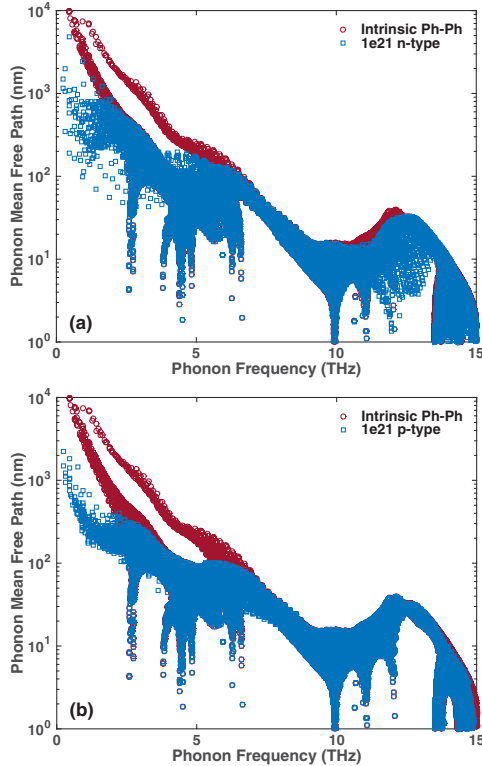 10⁴
Intrinsic Ph-Ph
1e21 n-type
10³
10²
10¹
10⁰
Phonon Mean Free Path (nm)
(a)
0 5 10 15
Phonon Frequency (THz)
10⁴
Intrinsic Ph-Ph
1e21 p-type
10³
10²
10¹
10⁰
Phonon Mean Free Path (nm)
(b)
0 5 10 15
Phonon Frequency (THz)